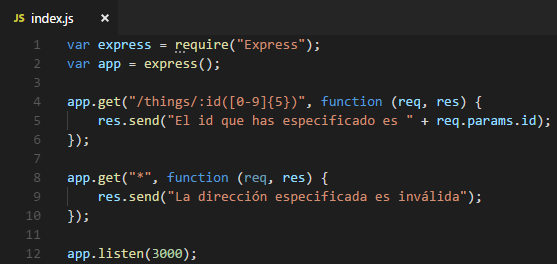 JS index.js ×
1 var express = require("Express");
2 var app = express();
3
4 app.get("/things/:id([0-9]{5})", function (req, res) {
5     res.send("El id que has especificado es " + req.params.id);
6 });
7
8 app.get("*", function (req, res) {
9     res.send("La dirección especificada es inválida");
10 });
11
12 app.listen(3000);